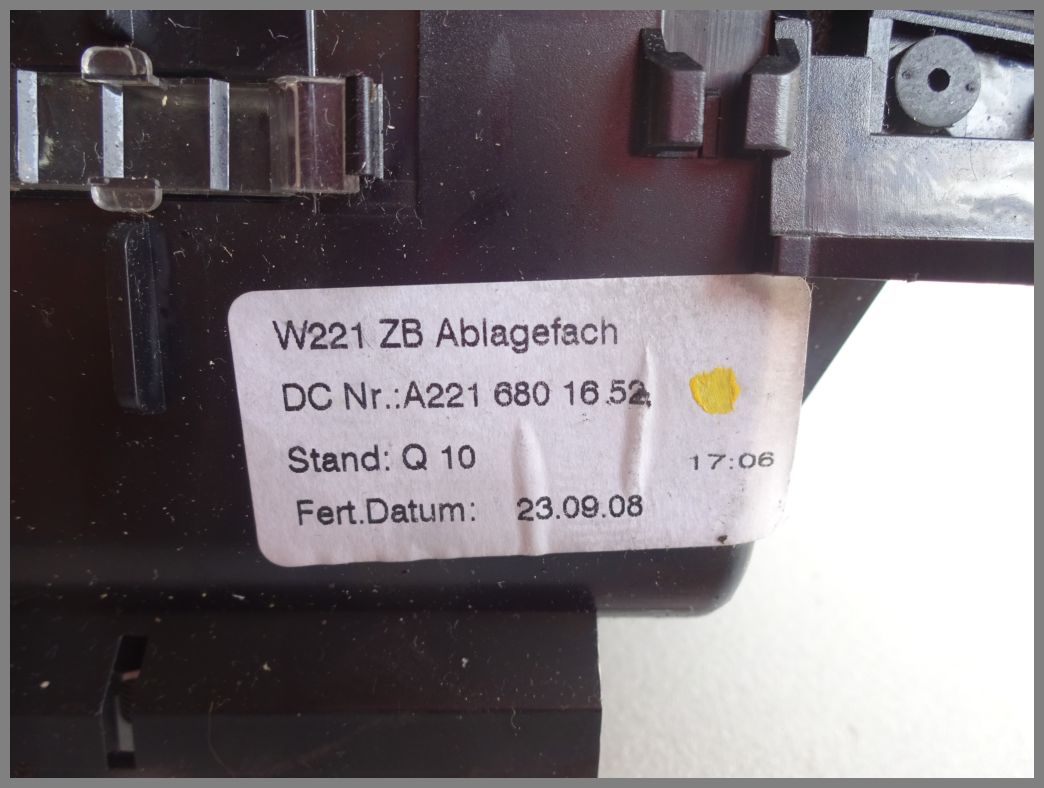 W221 ZB Ablagefach
DC Nr.:A221 680 16 52
Stand: Q 10
17:06
Fert.Datum: 23.09.08